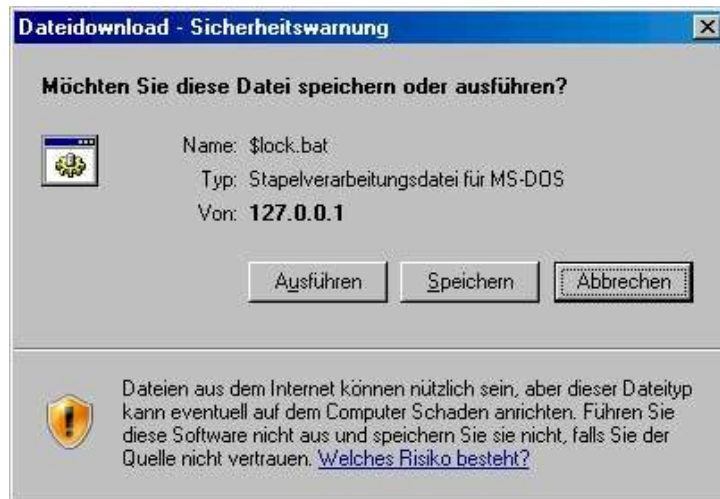 Dateidownload - Sicherheitswarnung
Möchten Sie diese Datei speichern oder ausführen?
Name: $lock.bat
Typ: Stapelverarbeitungsdatei für MS-DOS
Von: 127.0.0.1
Ausführen Speichern Abbrechen
Dateien aus dem Internet können nützlich sein, aber dieser Dateityp
kann eventuell auf dem Computer Schaden anrichten. Führen Sie
diese Software nicht aus und speichern Sie sie nicht, falls Sie der
Quelle nicht vertrauen. Welches Risiko besteht?